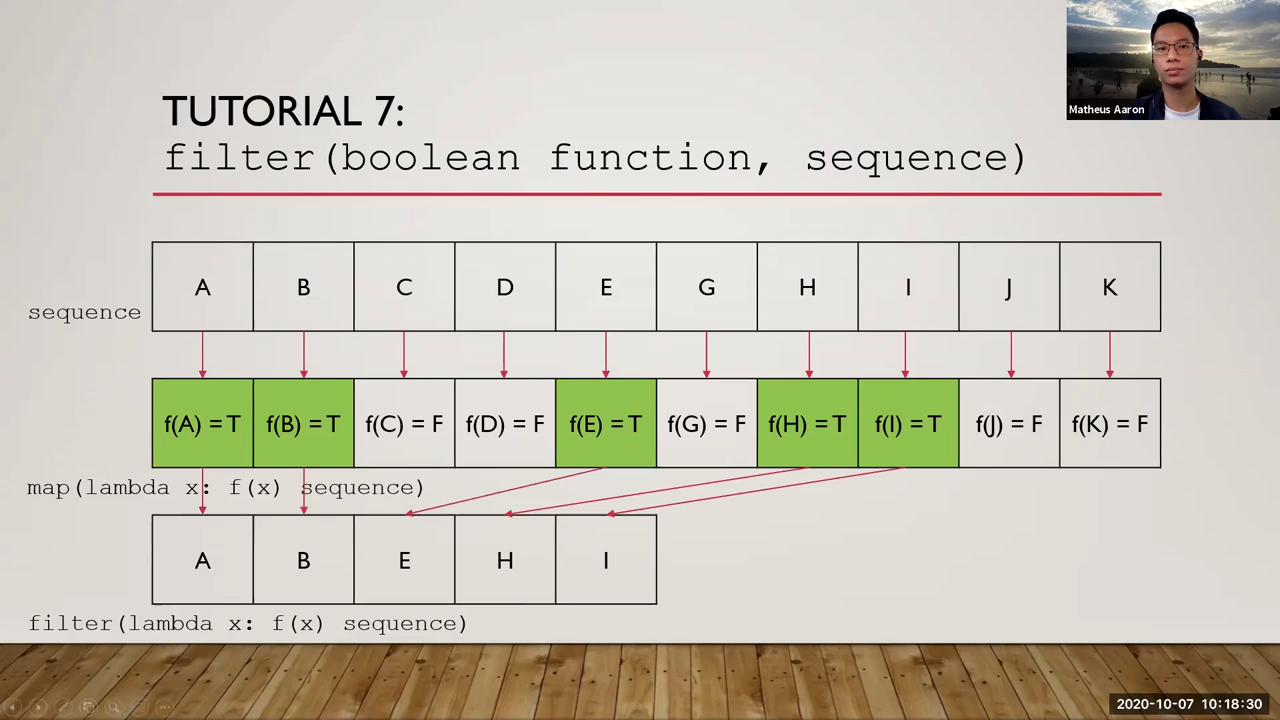 Matheus Aaron
TUTORIAL 7:
filter(boolean function, sequence)
A B C D E G H I J K
sequence
f(A) = T f(B) = T f(C) = F f(D) = F f(E) = T f(G) = F f(H) = T f(I) = T f(J) = F f(K) = F
map(lambda x: f(x) sequence)
A B E H I
filter(lambda x: f(x) sequence)
2020-10-07 10:18:30